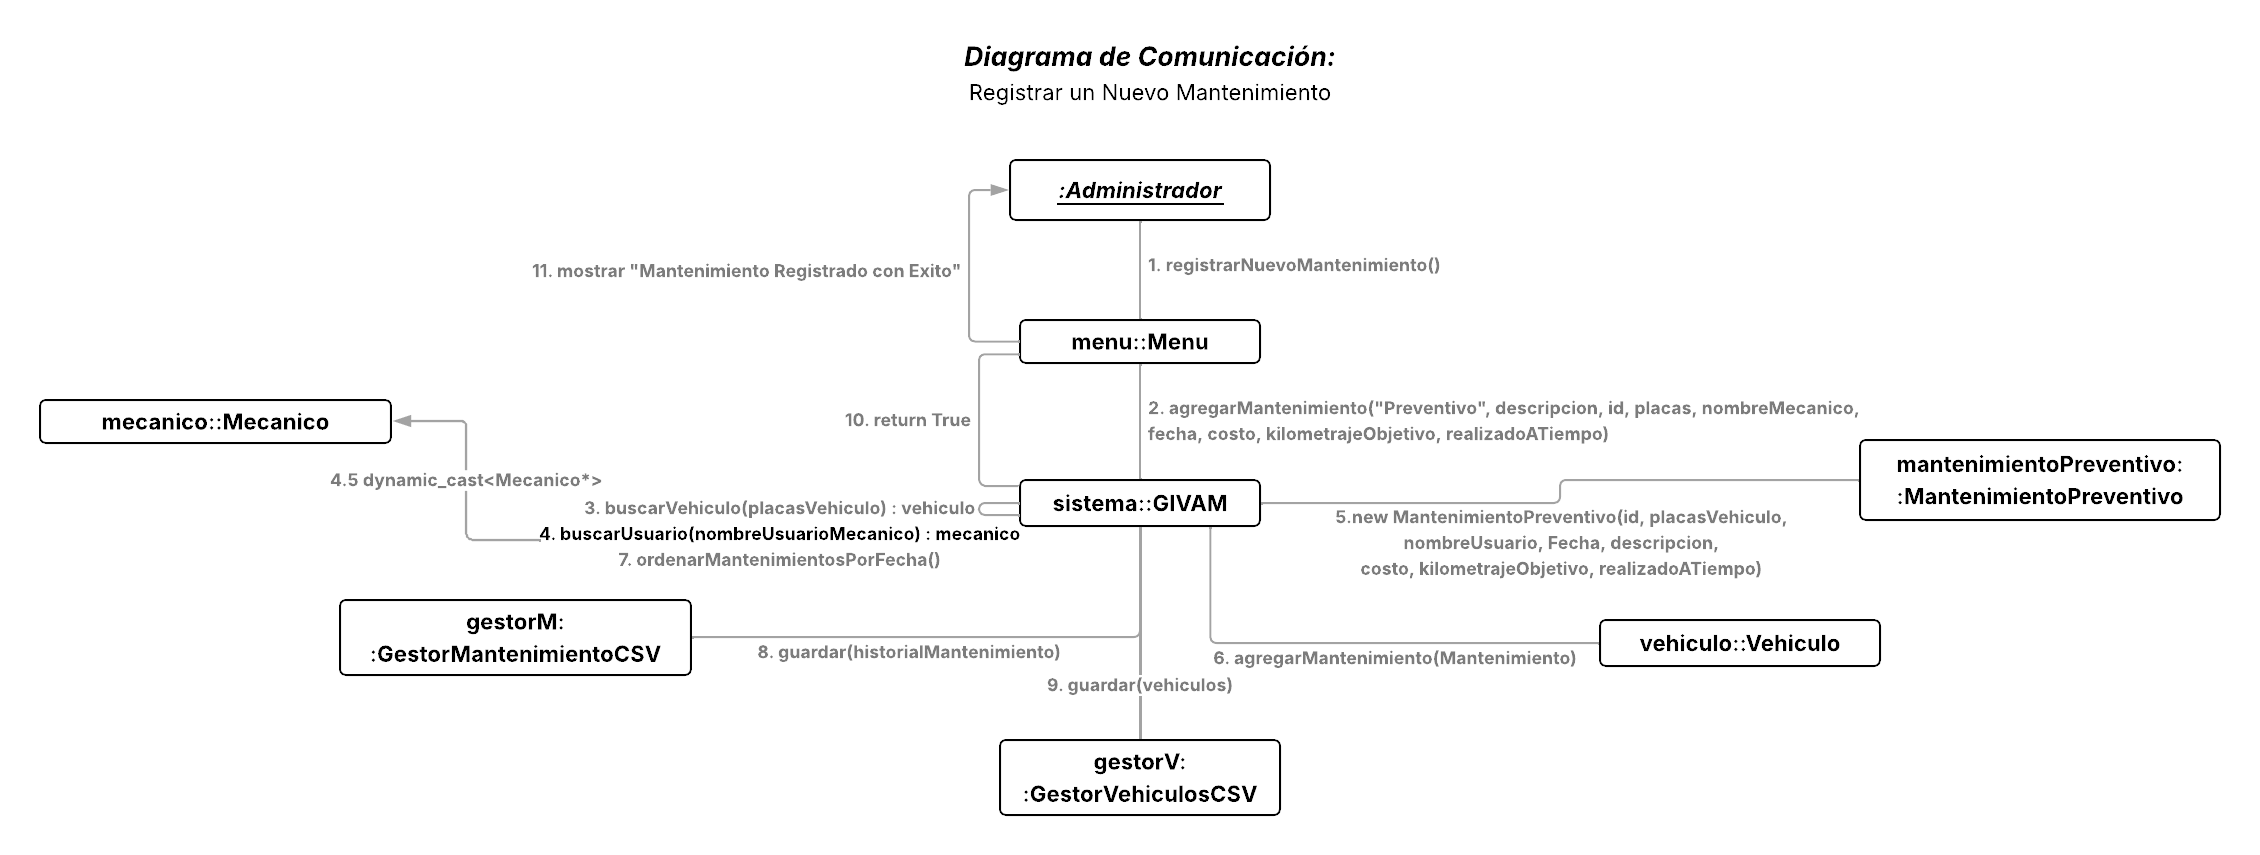 Diagrama de Comunicación:
Registrar un Nuevo Mantenimiento
:Administrador
11. mostrar "Mantenimiento Registrado con Exito"
1. registrarNuevoMantenimiento()
menu::Menu
mecanico::Mecanico
10. return True
2. agregarMantenimiento("Preventivo", descripcion, id, placas, nombreMecanico,
fecha, costo, kilometrajeObjetivo, realizadoATiempo)
mantenimientoPreventivo:
:MantenimientoPreventivo
4.5 dynamic_cast<Mecanico*>
sistema::GIVAM
3. buscarVehiculo(placasVehiculo) : vehiculo
4. buscarUsuario(nombreUsuarioMecanico) : mecanico
7. ordenarMantenimientosPorFecha()
5.new MantenimientoPreventivo(id, placasVehiculo,
nombreUsuario, Fecha, descripcion,
costo, kilometrajeObjetivo, realizadoATiempo)
gestorM:
:GestorMantenimientoCSV
8. guardar(historialMantenimiento)
6. agregarMantenimiento(Mantenimiento)
vehiculo::Vehiculo
9. guardar(vehiculos)
gestorV:
:GestorVehiculosCSV